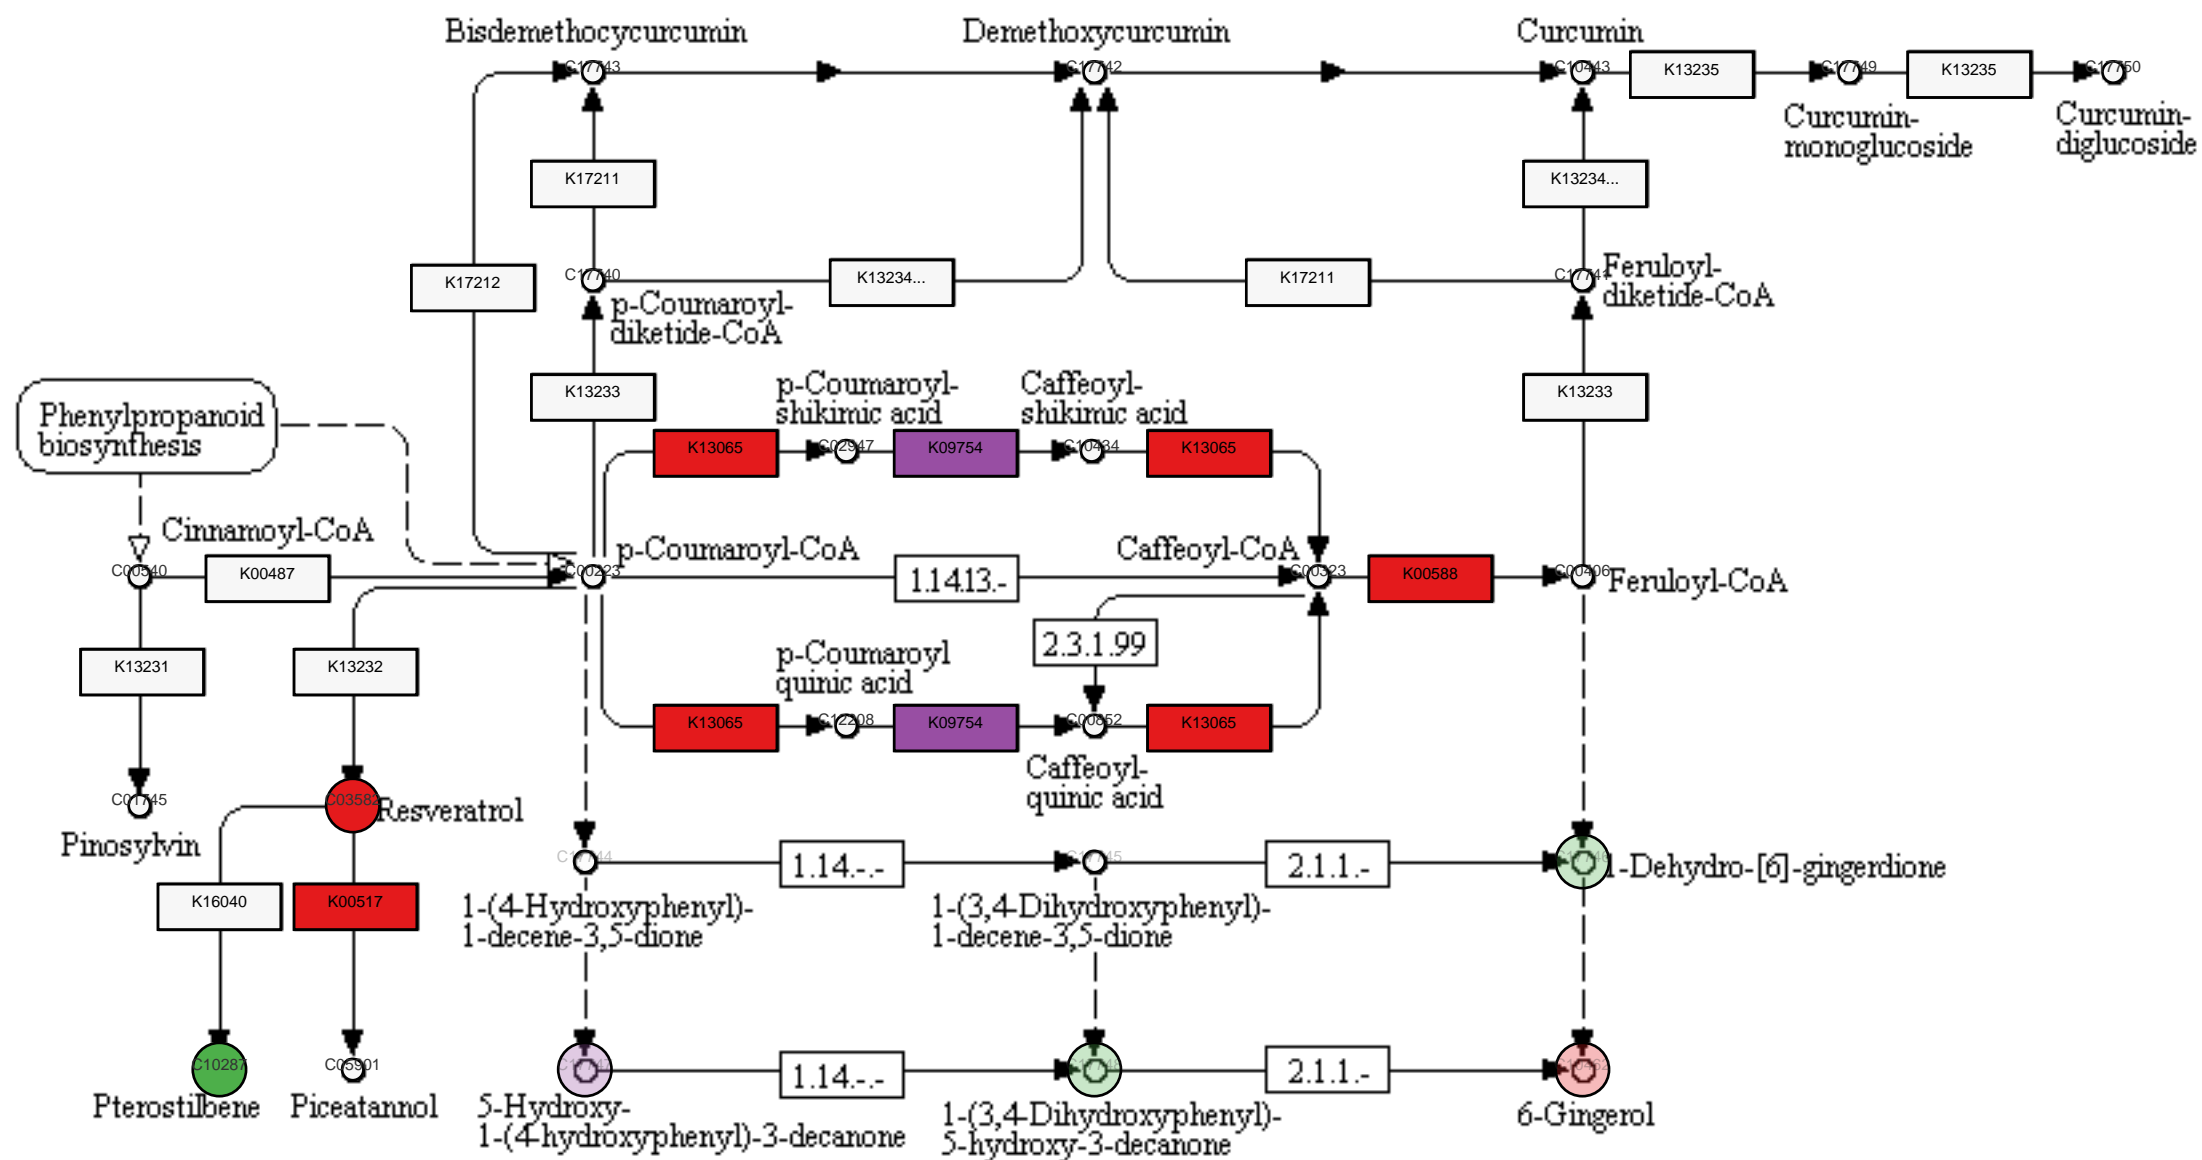 Bisdemethocycurcumin
Demethoxycurcumin
Curcumin
C17743
C17742
C10443
K13235
C17749
K13235
C17750
Curcumin-
monoglucoside
Curcumin-
diglucoside
K17211
K13234...
K17212
C17740
K13234...
K17211
C17741
Feruloyl-
diketide-CoA
p-Coumaroyl-
diketide-CoA
K13233
p-Coumaroyl-
shikimic acid
Caffeoyl-
shikimic acid
K13233
Phenylpropanoid
biosynthesis
K13065
C02947
K09754
C10434
K13065
Cinnamoyl-CoA
p-Coumaroyl-CoA
Caffeoyl-CoA
C00540
K00487
C00223
1.14.13.-
C00323
K00588
C00406
Feruloyl-CoA
2.3.1.99
K13231
K13232
p-Coumaroyl
quinic acid
K13065
C12208
K09754
C00852
K13065
Caffeoyl-
quinic acid
C01745
C03582
Resveratrol
Pinosylvin
C17744
1.14.-.-
C17745
2.1.1.-
1-Dehydro-[6]-gingerdione
K16040
K00517
1-(4-Hydroxyphenyl)-
1-decene-3,5-dione
1-(3,4-Dihydroxyphenyl)-
1-decene-3,5-dione
C10287
C05901
1.14.-.-
2.1.1.-
Pterostilbene
Piceatannol
5-Hydroxy-
1-(4-hydroxyphenyl)-3-decanone
1-(3,4-Dihydroxyphenyl)-
5-hydroxy-3-decanone
6-Gingerol